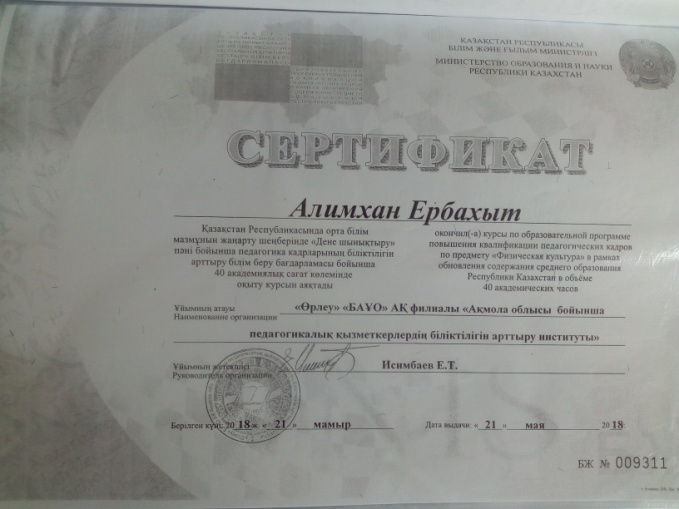 ҚАЗАҚСТАН РЕСПУБЛИКАСЫ
БІЛІМ ЖӘНЕ ҒЫЛЫМ МИНИСТРЛІГІ
МИНИСТЕРСТВО ОБРАЗОВАНИЯ И НАУКИ
РЕСПУБЛИКИ КАЗАХСТАН
СЕРТИФИКАТ
Алимхан Ербахыт
Қазақстан Республикасында орта білім
мазмұнын жаңарту шеңберінде «Дене шынықтыру»
пәні бойынша педагогика кадрларының біліктілігін
арттыру білім беру бағдарламасы бойынша
40 академиялық сағат көлемінде
оқыту курсын аяқтады
окончил(-а) курсы по образовательной программе
повышения квалификации педагогических кадров
по предмету «Физическая культура» в рамках
обновления содержания среднего образования
Республики Казахстан в объёме
40 академических часов
Ұйымның атауы
Наименование организации
«Өрлеу» «БАҰО» АҚ филиалы «Ақмола облысы бойынша
педагогикалық қызметкерлердің біліктілігін арттыру институты»
Ұйымның жетекшісі
Руководитель организации
Исимбаев Е.Т.
Берілген күні: 2018ж «21» мамыр
Дата выдачи: «21» мая 2018г
БЖ № 009311